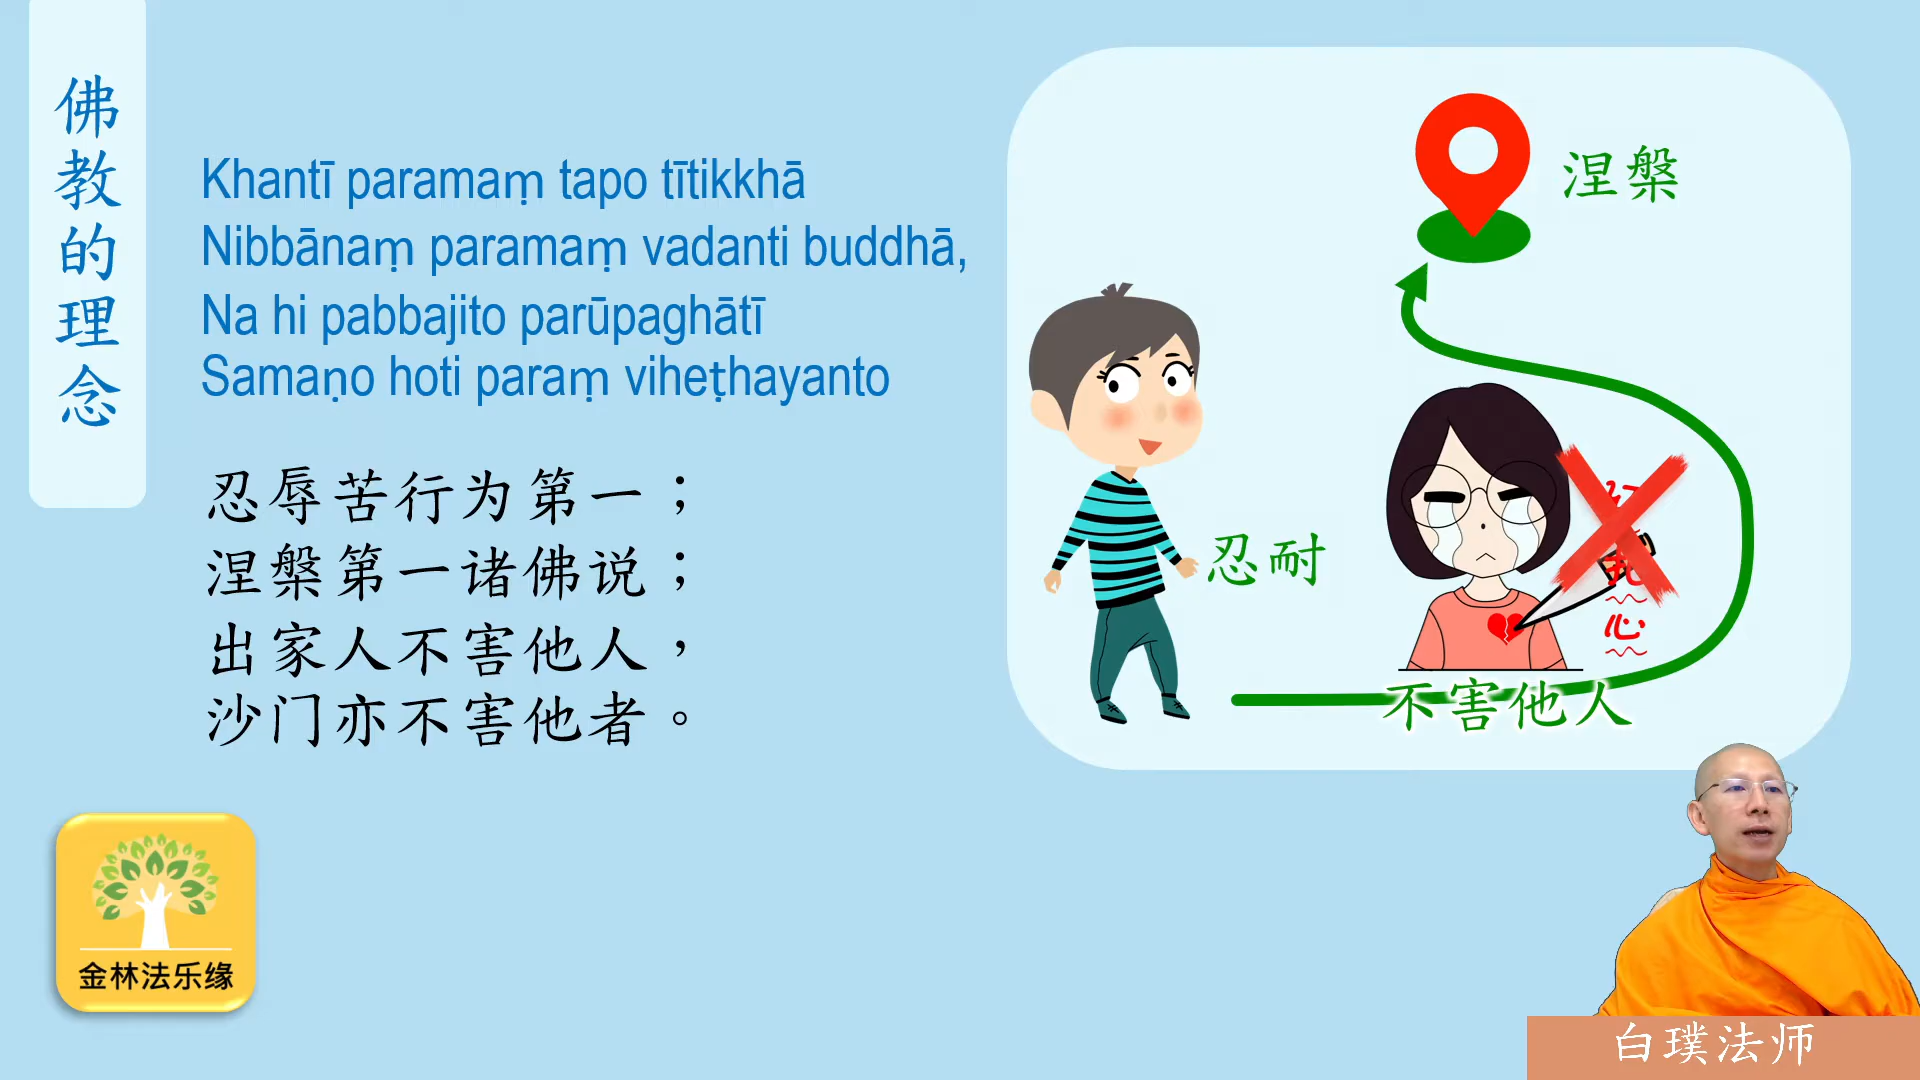 佛教的理念
Khantī paramaṃ tapo tītikkhā
Nibbānaṃ paramaṃ vadanti buddhā,
Na hi pabbajito parūpaghātī
Samaṇo hoti paraṃ viheṭhayanto
忍辱苦行为第一；
涅槃第一诸佛说；
出家人不害他人，
沙门亦不害他者。
涅槃
忍耐
心
不害他人
金林法乐缘
白璞法师